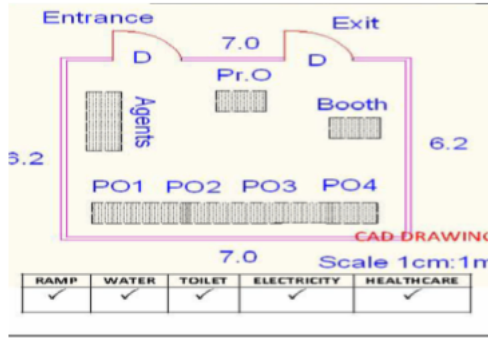 Entrance
Exit
D
7.0
D
Pr.O
Agents
Booth
6.2
6.2
PO1 PO2 PO3 PO4
CAD DRAWING
7.0
Scale 1cm:1m
RAMP WATER TOILET ELECTRICITY HEALTHCARE
✓ ✓ ✓ ✓ ✓